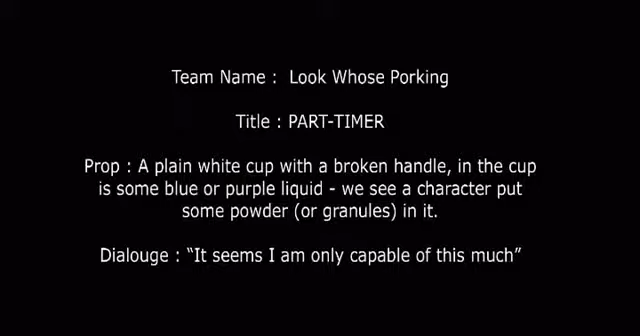 Team Name :  Look Whose Porking
Title : PART-TIMER
Prop : A plain white cup with a broken handle, in the cup
is some blue or purple liquid - we see a character put
some powder (or granules) in it.
Dialouge : “It seems I am only capable of this much”